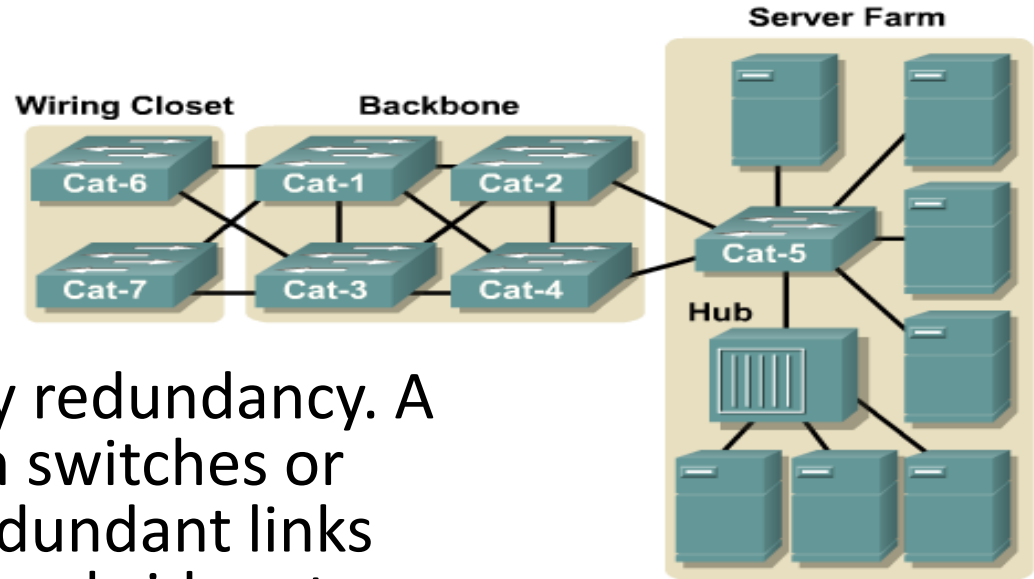 Server Farm
Wiring Closet
Backbone
Cat-6
Cat-1
Cat-2
Cat-5
Cat-7
Cat-3
Cat-4
Hub
redundancy. A
switches or
links